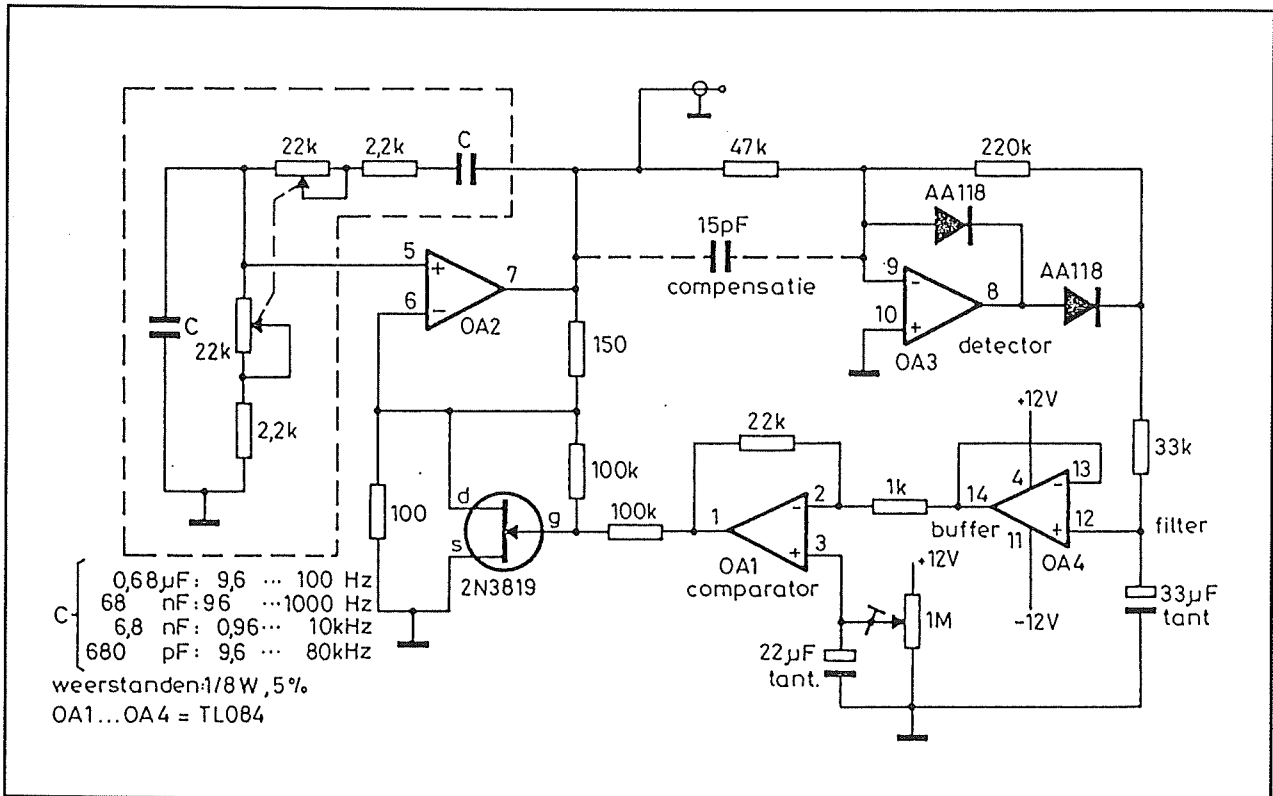 22k
2,2k
C
47k
220k
AA118
15pF
compensatie
5
+
7
6
-
OA2
C
22k
2,2k
150
9
-
8
10
+
OA3
detector
AA118
+12V
33k
22k
100k
100
d
g
s
2N3819
100k
1
2
-
3
+
OA1
comparator
1k
buffer
14
4
13
-
12
+
11
OA4
filter
+12V
-12V
1M
22µF
tant.
33µF
tant
C
0,68µF: 9,6 ... 100 Hz
68 nF: 96 ...1000 Hz
6,8 nF: 0,96... 10kHz
680 pF: 9,6 ... 80kHz
weerstanden:1/8W,5%
OA1...OA4 = TL084